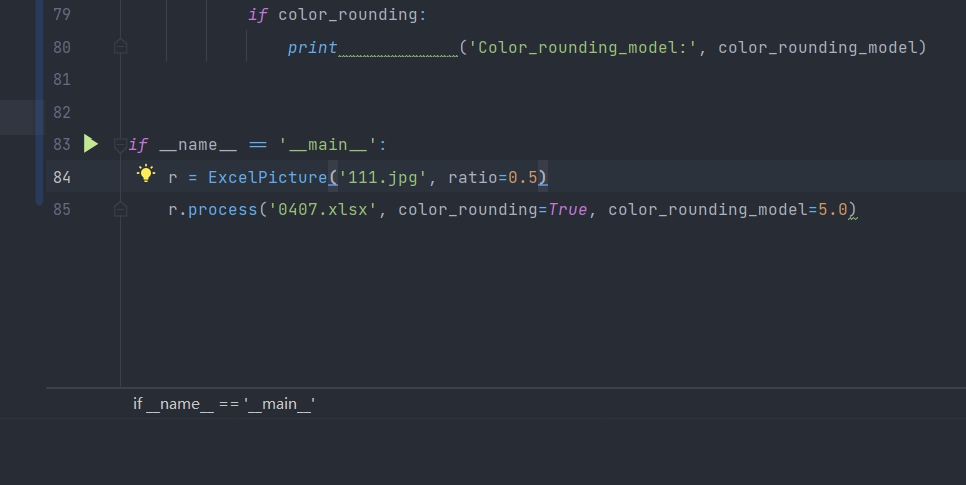 79 if color_rounding:
80 print            ('Color_rounding_model:', color_rounding_model)
81
82
83 if __name__ == '__main__':
84 r = ExcelPicture('111.jpg', ratio=0.5)
85 r.process('0407.xlsx', color_rounding=True, color_rounding_model=5.0)
if __name__ == '__main__'